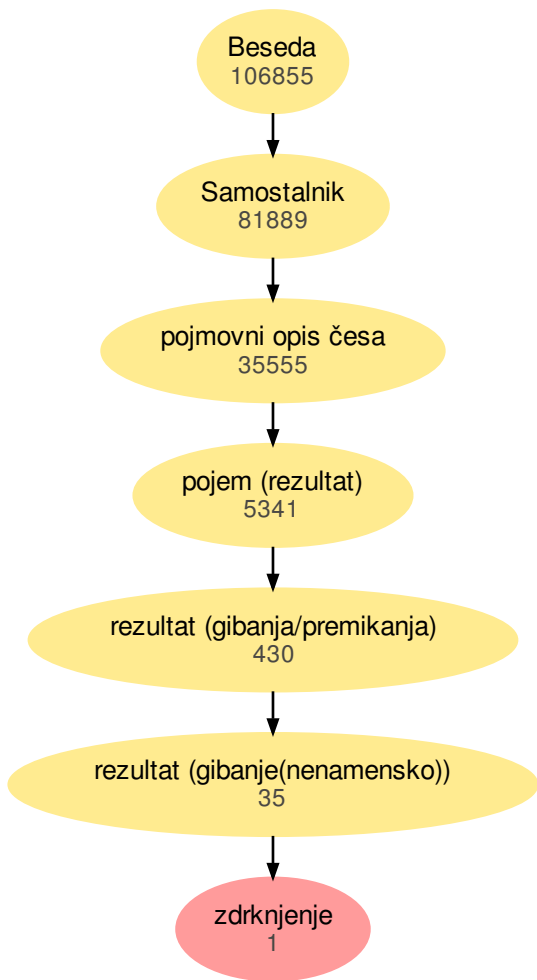 Beseda
106855
Samostalnik
81889
pojmovni opis česa
35555
pojem (rezultat)
5341
rezultat (gibanja/premikanja)
430
rezultat (gibanje(nenamensko))
35
zdrknjenje
1